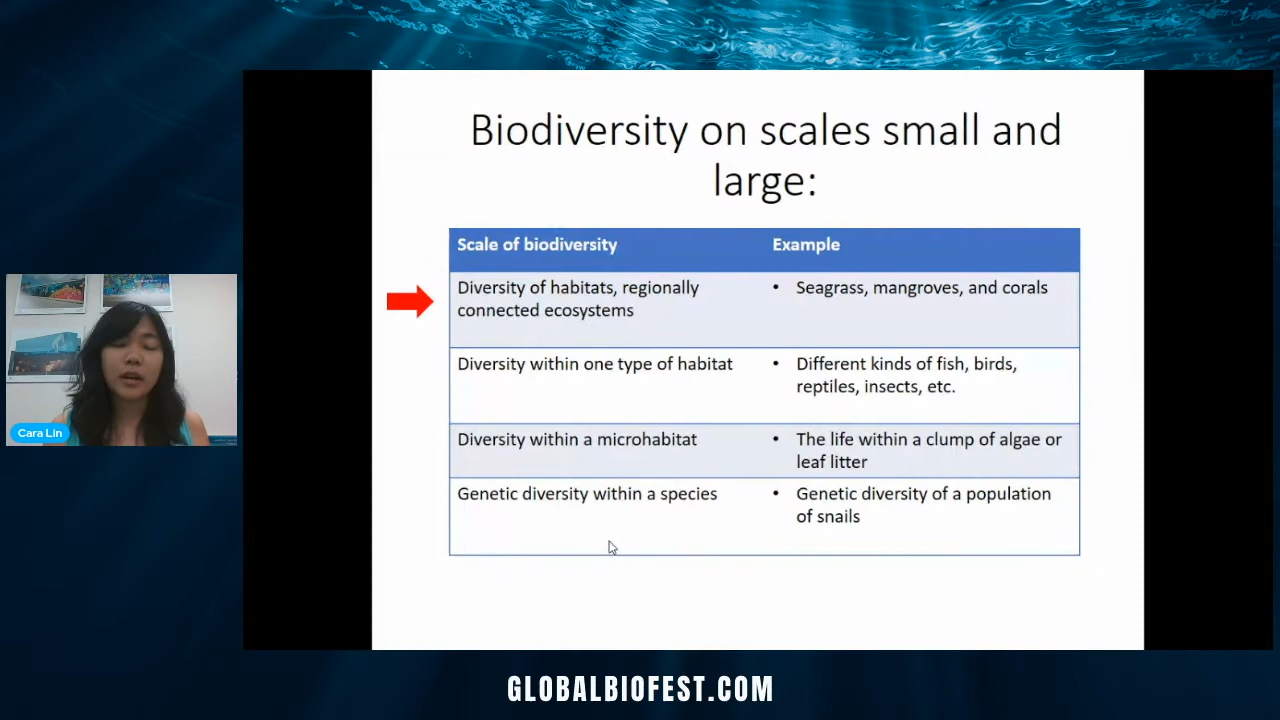 Biodiversity on scales small and
large:
Scale of biodiversity
Example
Diversity of habitats, regionally
connected ecosystems
• Seagrass, mangroves, and corals
Diversity within one type of habitat
• Different kinds of fish, birds,
reptiles, insects, etc.
Diversity within a microhabitat
• The life within a clump of algae or
leaf litter
Genetic diversity within a species
• Genetic diversity of a population
of snails
Cara Lin
GLOBALBIOFEST.COM